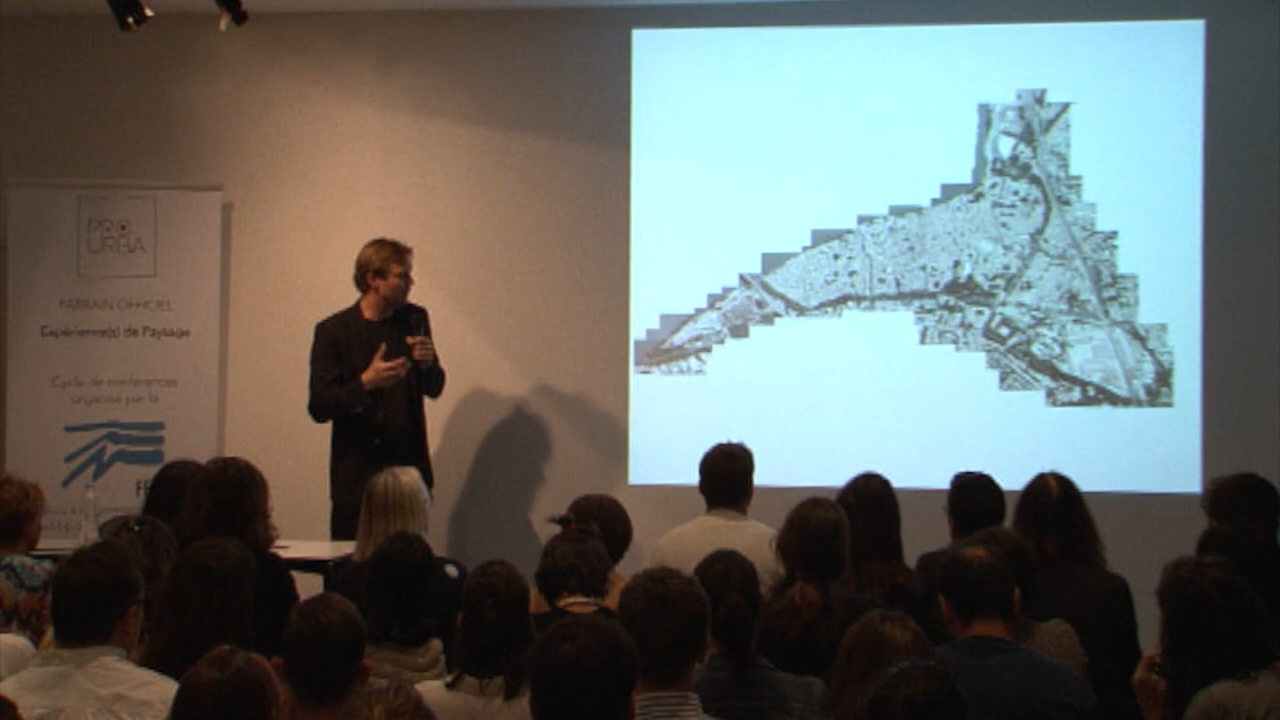 PRO
URBA
PARRAIN OFFICIEL
Expérience(s) de Paysage
Cycle de conférences
organisé par la